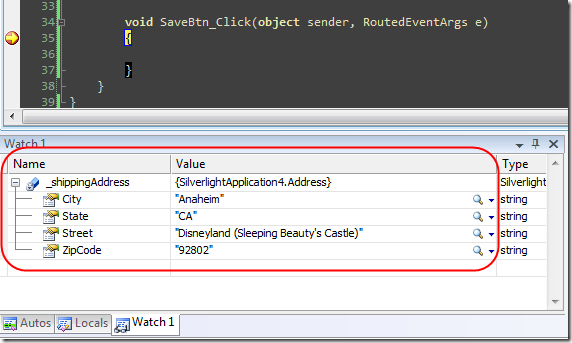 33
34 void SaveBtn_Click(object sender, RoutedEventArgs e)
35 {
36
37 }
38 }
39 }
Watch 1
Name Value Type
_shippingAddress {SilverlightApplication4.Address} Silverlight
City "Anaheim" string
State "CA" string
Street "Disneyland (Sleeping Beauty's Castle)" string
ZipCode "92802" string
Autos Locals Watch 1